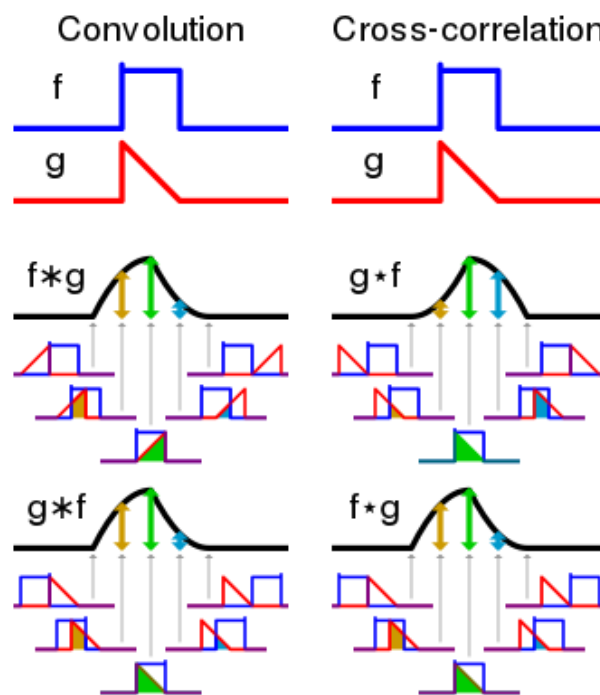 Convolution
Cross-correlation
f
f
g
g
f∗g
g⋆f
g∗f
f⋆g